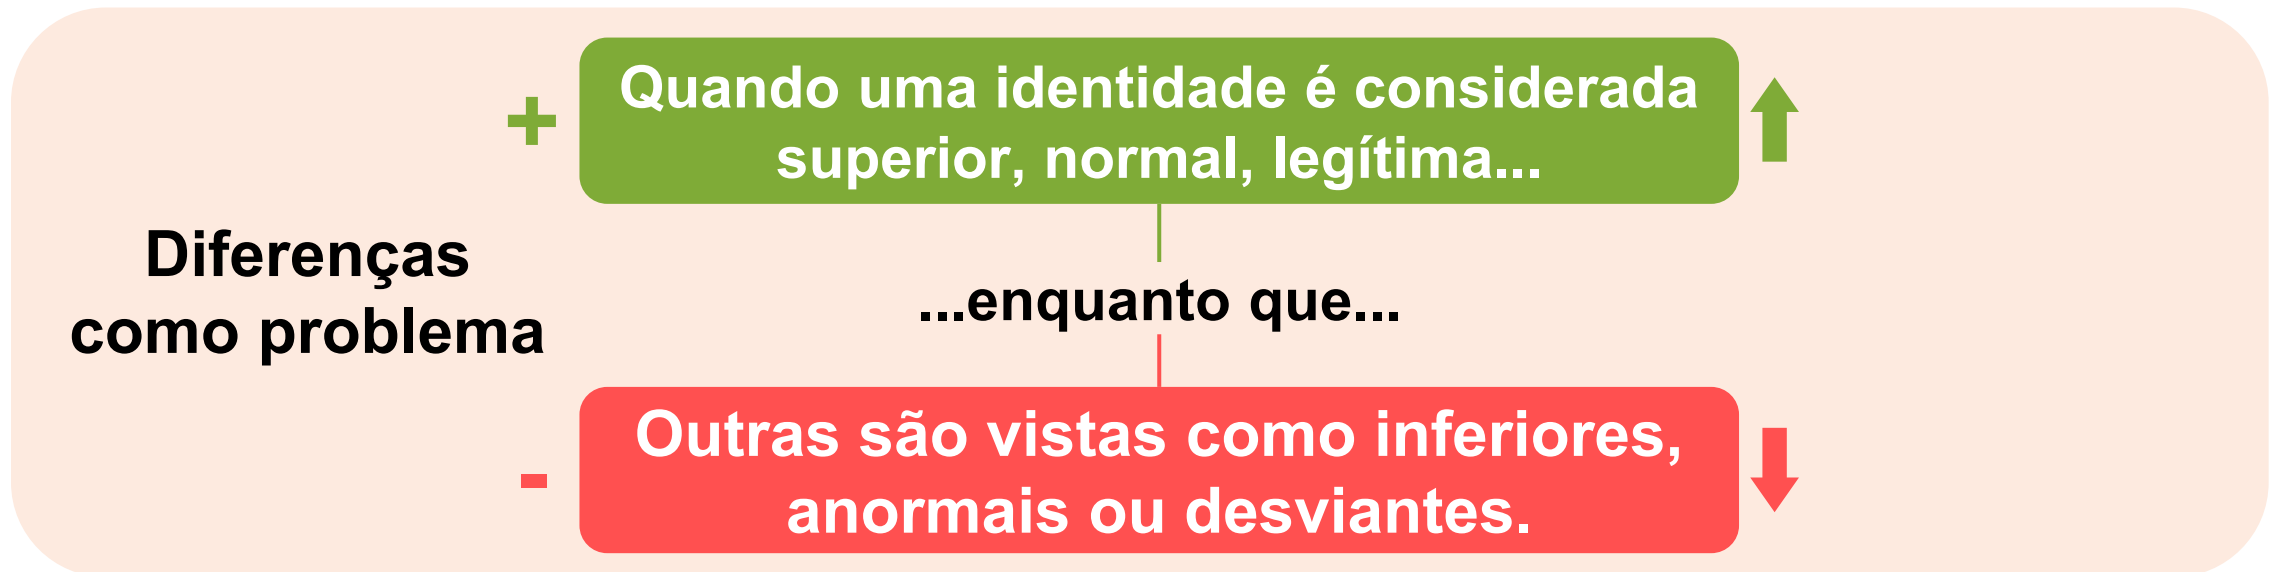 +
Quando uma identidade é considerada
superior, normal, legítima...
Diferenças
como problema
...enquanto que...
-
Outras são vistas como inferiores,
anormais ou desviantes.